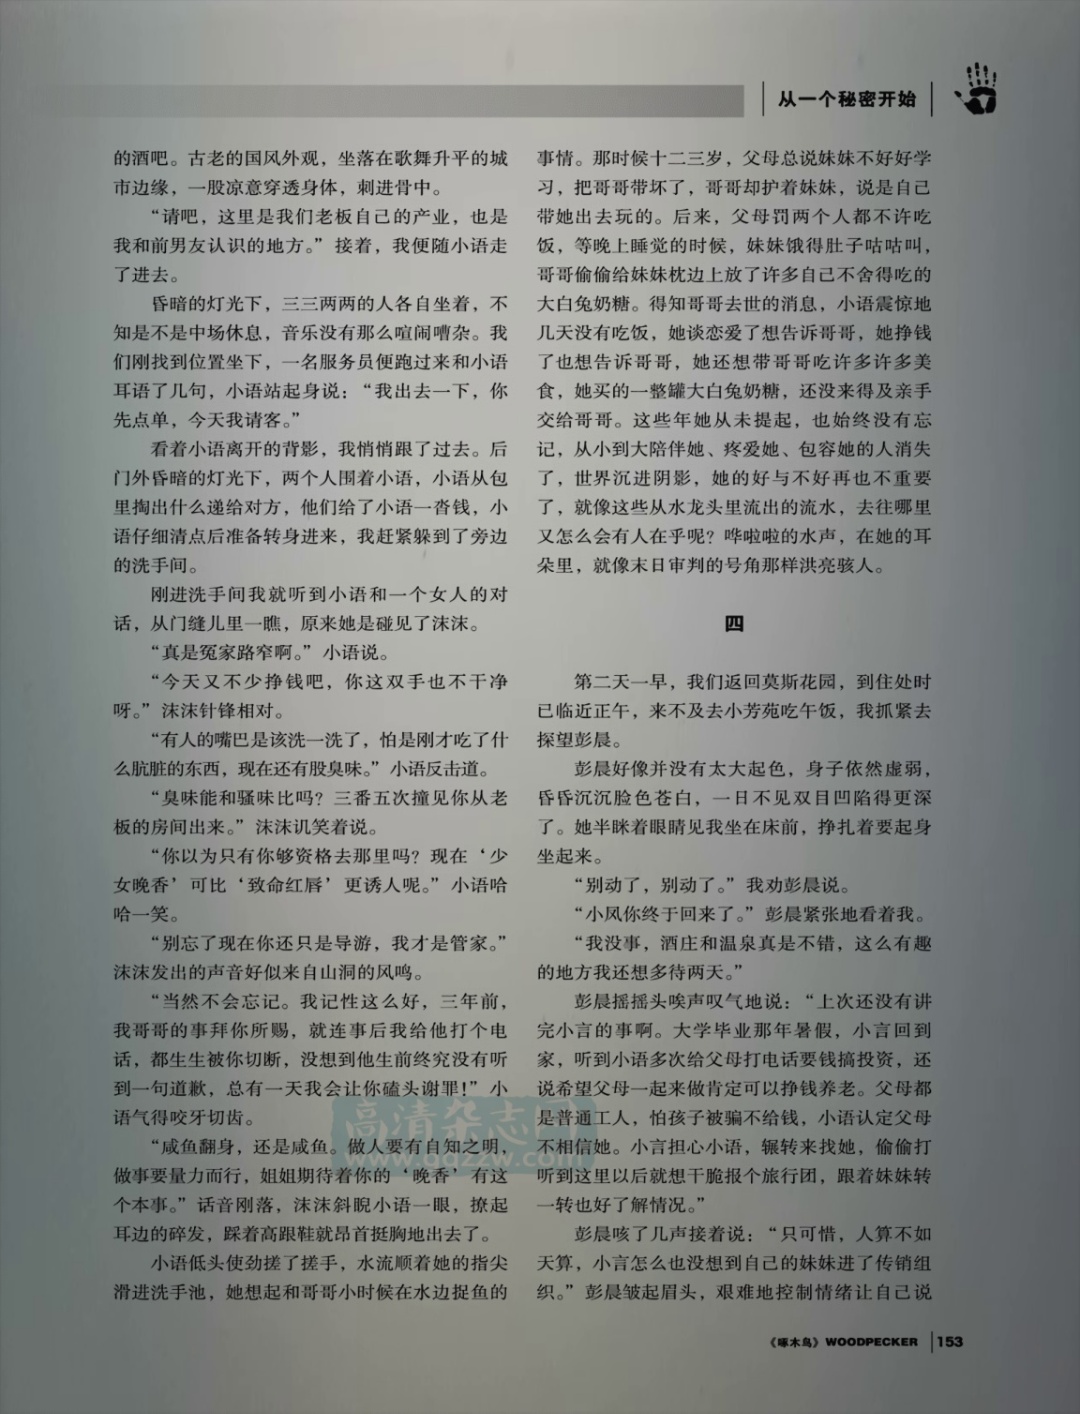 从一个秘密开始
的酒吧。古老的国风外观，坐落在歌舞升平的城
市边缘，一股凉意穿透身体，刺进骨中。
“请吧，这里是我们老板自己的产业，也是
我和前男友认识的地方。”接着，我便随小语走
了进去。
昏暗的灯光下，三三两两的人各自坐着，不
知是不是中场休息，音乐没有那么喧闹嘈杂。我
们刚找到位置坐下，一名服务员便跑过来和小语
耳语了几句，小语站起身说：“我出去一下，你
先点单，今天我请客。”
看着小语离开的背影，我悄悄跟了过去。后
门外昏暗的灯光下，两个人围着小语，小语从包
里掏出什么递给对方，他们给了小语一沓钱，小
语仔细清点后准备转身进来，我赶紧躲到了旁边
的洗手间。
刚进洗手间我就听到小语和一个女人的对
话，从门缝儿里一瞧，原来她是碰见了沫沫。
“真是冤家路窄啊。”小语说。
“今天又不少挣钱吧，你这双手也不干净
呀。”沫沫针锋相对。
“有人的嘴巴是该洗一洗了，怕是刚才吃了什
么肮脏的东西，现在还有股臭味。”小语反击道。
“臭味能和骚味比吗？三番五次撞见你从老
板的房间出来。”沫沫讥笑着说。
“你以为只有你够资格去那里吗？现在‘少
女晚香’可比‘致命红唇’更诱人呢。”小语哈
哈一笑。
“别忘了现在你还只是导游，我才是管家。”
沫沫发出的声音好似来自山洞的风鸣。
“当然不会忘记。我记性这么好，三年前，
我哥哥的事拜你所赐，就连事后我给他打个电
话，都生生被你切断，没想到他生前终究没有听
到一句道歉，总有一天我会让你磕头谢罪！”小
语气得咬牙切齿。
“咸鱼翻身，还是咸鱼。做人要有自知之明，
做事要量力而行，姐姐期待着你的‘晚香’有这
个本事。”话音刚落，沫沫斜睨小语一眼，撩起
耳边的碎发，踩着高跟鞋就昂首挺胸地出去了。
小语低头使劲搓了搓手，水流顺着她的指尖
滑进洗手池，她想起和哥哥小时候在水边捉鱼的
事情。那时候十二三岁，父母总说妹妹不好好学
习，把哥哥带坏了，哥哥却护着妹妹，说是自己
带她出去玩的。后来，父母罚两个人都不许吃
饭，等晚上睡觉的时候，妹妹饿得肚子咕咕叫，
哥哥偷偷给妹妹枕边上放了许多自己不舍得吃的
大白兔奶糖。得知哥哥去世的消息，小语震惊地
几天没有吃饭，她谈恋爱了想告诉哥哥，她挣钱
了也想告诉哥哥，她还想带哥哥吃许多许多美
食，她买的一整罐大白兔奶糖，还没来得及亲手
交给哥哥。这些年她从未提起，也始终没有忘
记，从小到大陪伴她、疼爱她、包容她的人消失
了，世界沉进阴影，她的好与不好再也不重要
了，就像这些从水龙头里流出的流水，去往哪里
又怎么会有人在乎呢？哗啦啦的水声，在她的耳
朵里，就像末日审判的号角那样洪亮骇人。
四
第二天一早，我们返回莫斯花园，到住处时
已临近正午，来不及去小芳苑吃午饭，我抓紧去
探望彭晨。
彭晨好像并没有太大起色，身子依然虚弱，
昏昏沉沉脸色苍白，一日不见双目凹陷得更深
了。她半眯着眼睛见我坐在床前，挣扎着要起身
坐起来。
“别动了，别动了。”我劝彭晨说。
“小凤你终于回来了。”彭晨紧张地看着我。
“我没事，酒庄和温泉真是不错，这么有趣
的地方我还想多待两天。”
彭晨摇摇头唉声叹气地说：“上次还没有讲
完小言的事啊。大学毕业那年暑假，小言回到
家，听到小语多次给父母打电话要钱搞投资，还
说希望父母一起来做肯定可以挣钱养老。父母都
是普通工人，怕孩子被骗不给钱，小语认定父母
不相信她。小言担心小语，辗转来找她，偷偷打
听到这里以后就想干脆报个旅行团，跟着妹妹转
一转也好了解情况。”
彭晨咳了几声接着说：“只可惜，人算不如
天算，小言怎么也没想到自己的妹妹进了传销组
织。”彭晨皱起眉头，艰难地控制情绪让自己说
高清杂志网
www.gqzzw.com
《啄木鸟》WOODPECKER 153